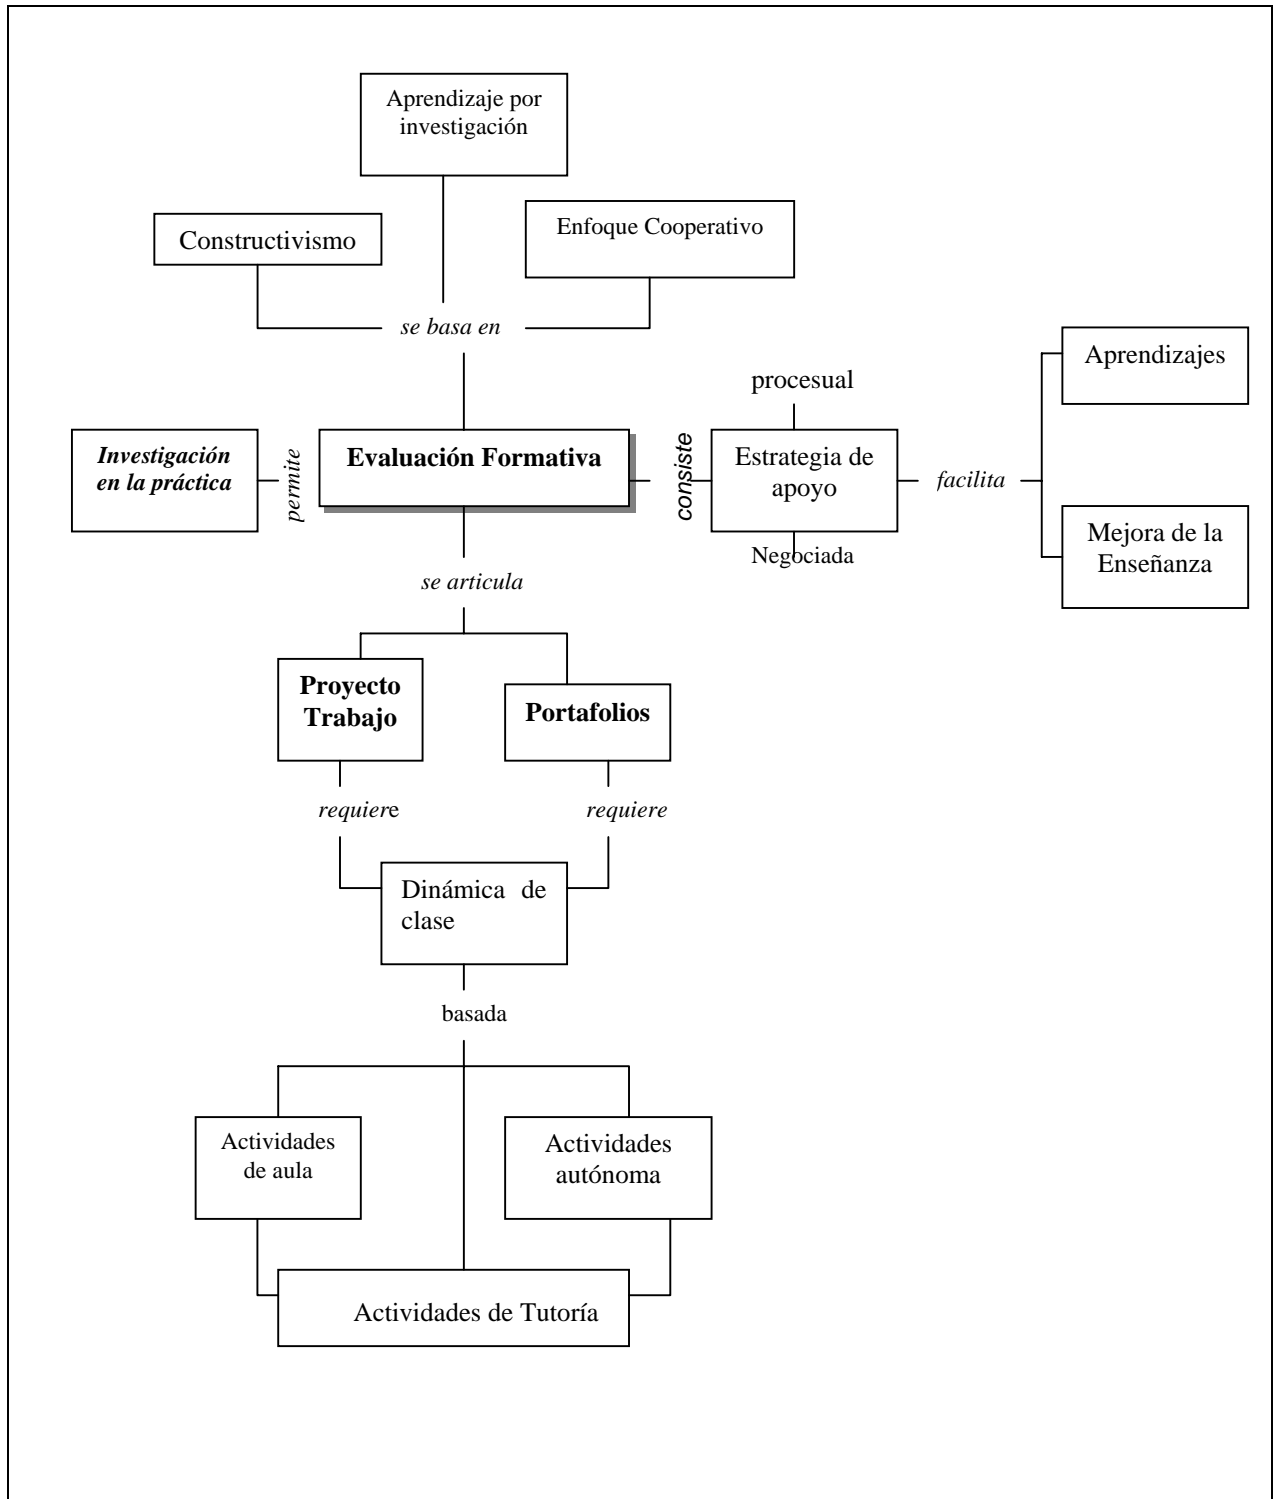 Aprendizaje por
investigación
Constructivismo
Enfoque Cooperativo
se basa en
Aprendizajes
procesual
Investigación
en la práctica
permite
Evaluación Formativa
consiste
Estrategia de
apoyo
facilita
Negociada
Mejora de la
Enseñanza
se articula
Proyecto
Trabajo
Portafolios
requiere
requiere
Dinámica de
clase
basada
Actividades
de aula
Actividades
autónoma
Actividades de Tutoría